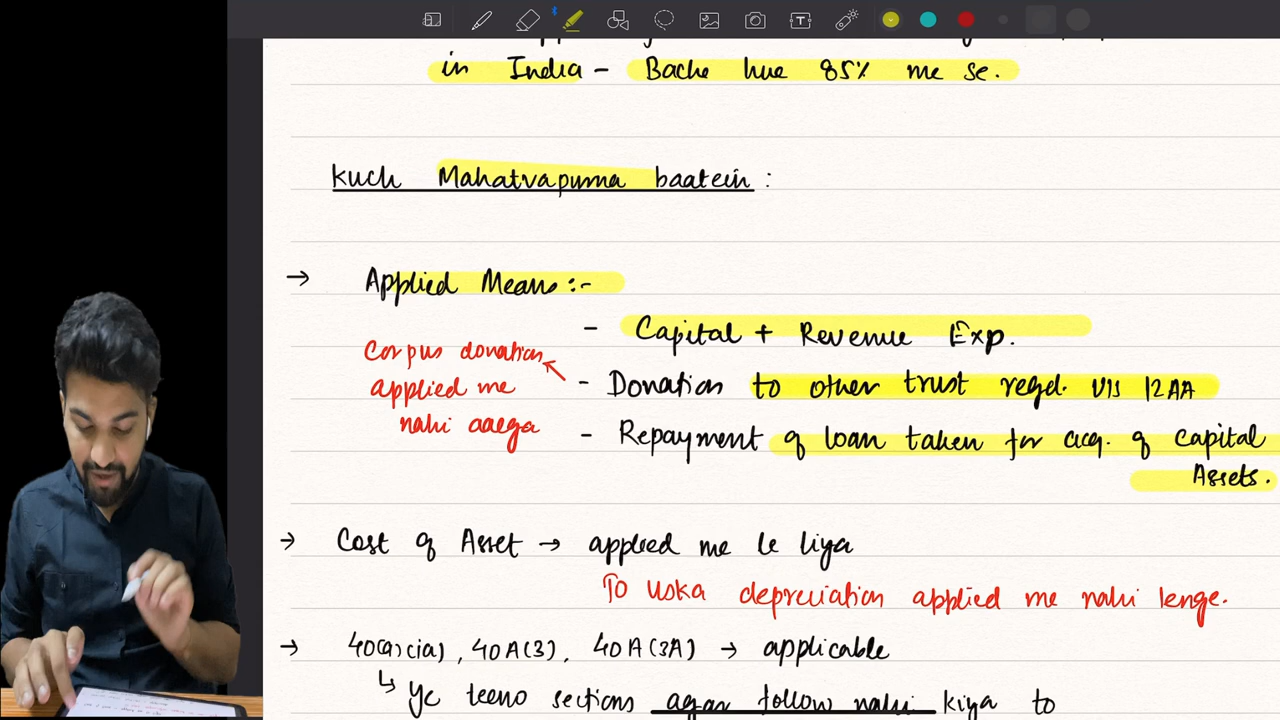 in India - Bache hue 85% me se.
Kuch Mahatvapurna baatein :
→ Applied Means :-
- Capital + Revenue Exp.
Corpus donation
applied me
nahi aaega
- Donation to other trust regd. U/S 12AA
- Repayment of loan taken for acq. of Capital
Assets.
→ Cost of Asset → applied me le liya
To uska depreciation applied me nahi lenge.
→ 40(a)(ia), 40A(3), 40A(3A) → applicable
↳ Ye teeno sections agar follow nahi kiya to